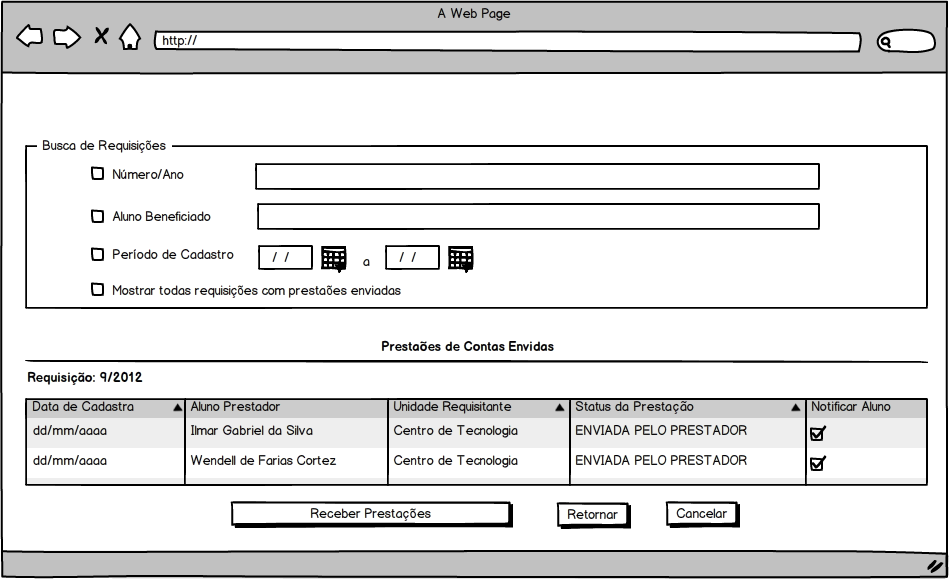 A Web Page
http://
Busca de Requisições
Número/Ano
Aluno Beneficiado
Período de Cadastro / / a / /
Mostrar todas requisições com prestaões enviadas
Prestaões de Contas Envidas
Requisição: 9/2012
Data de Cadastra Aluno Prestador Unidade Requisitante Status da Prestação Notificar Aluno
dd/mm/aaaa Ilmar Gabriel da Silva Centro de Tecnologia ENVIADA PELO PRESTADOR
dd/mm/aaaa Wendell de Farias Cortez Centro de Tecnologia ENVIADA PELO PRESTADOR
Receber Prestações Retornar Cancelar